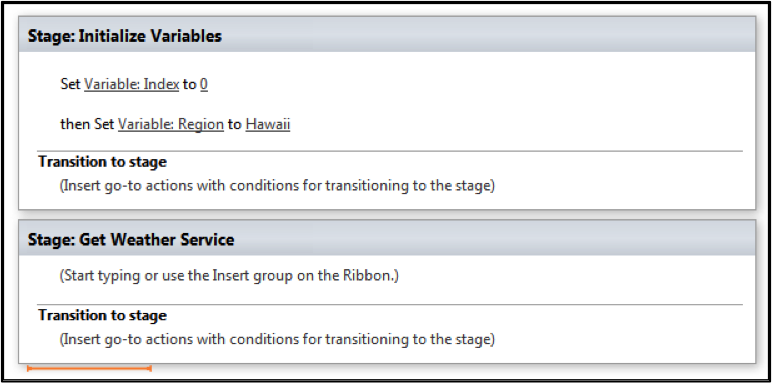 Stage: Initialize Variables
Set Variable: Index to 0
then Set Variable: Region to Hawaii
Transition to stage
(Insert go-to actions with conditions for transitioning to the stage)
Stage: Get Weather Service
(Start typing or use the Insert group on the Ribbon.)
Transition to stage
(Insert go-to actions with conditions for transitioning to the stage)